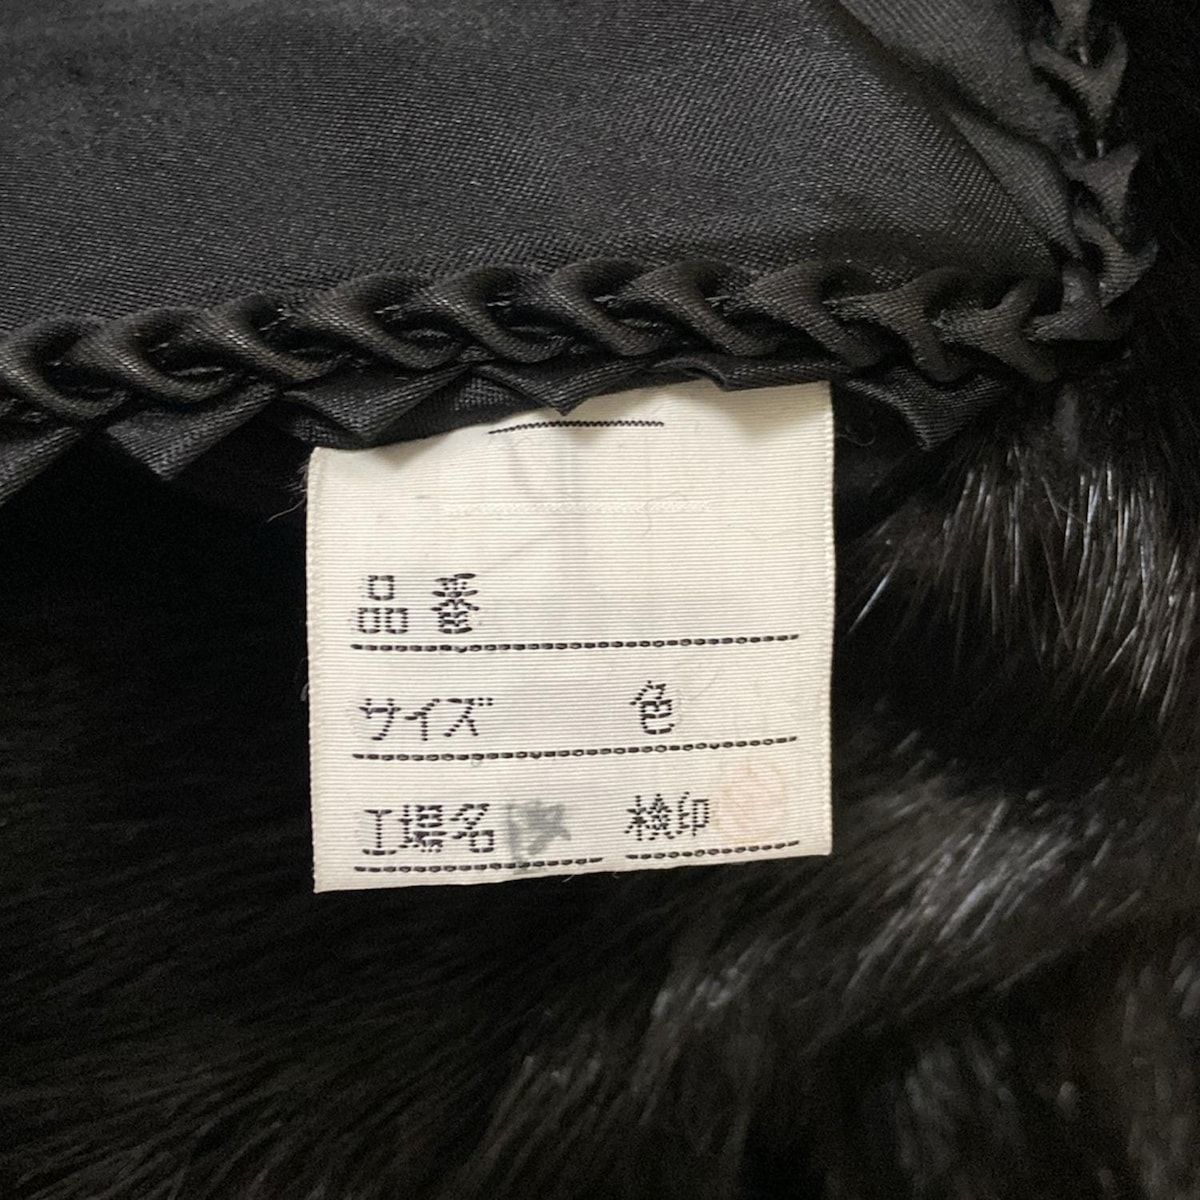 品番
サイズ 色
工場名 検印